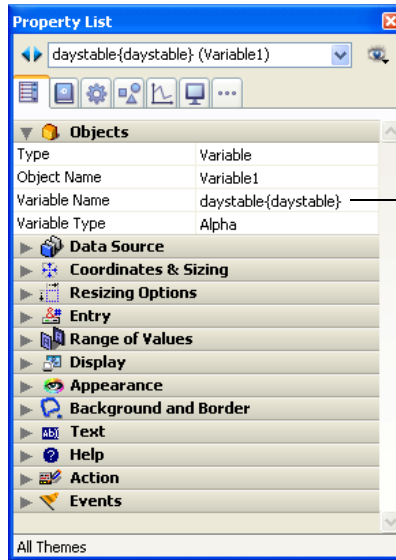 Property List
daystable{daystable} (Variable1)
Objects
Type Variable
Object Name Variable1
Variable Name daystable{daystable}
Variable Type Alpha
Data Source
Coordinates & Sizing
Resizing Options
Entry
Range of Values
Display
Appearance
Background and Border
Text
Help
Action
Events
All Themes